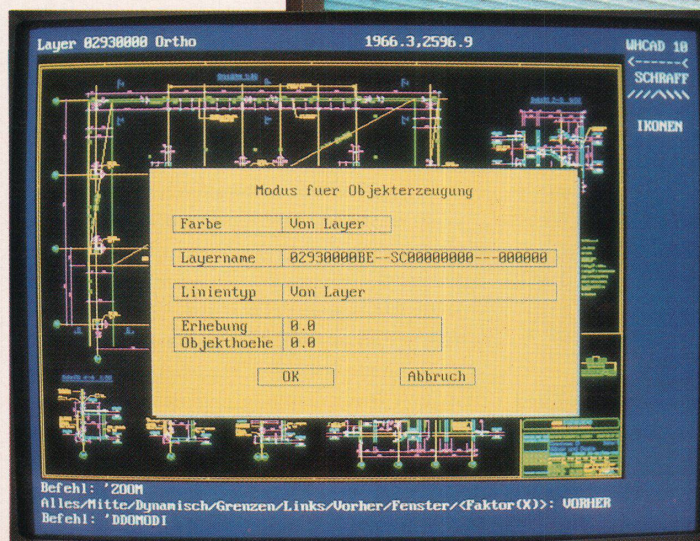 Layer 02930000 Ortho 1966.3,2596.9 WHCAD 10
<------<
SCHRAFF
IKONEN
Modus fuer Objekterzeugung
Farbe Von Layer
Layername 02930000BE--SC00000000---000000
Linientyp Von Layer
Erhebung 0.0
Objekthoehe 0.0
OK Abbruch
Befehl: 'ZOOM
Alles/Mitte/Dynamisch/Grenzen/Links/Vorher/Fenster/<Faktor(X)>: VORHER
Befehl: 'DDOMODI